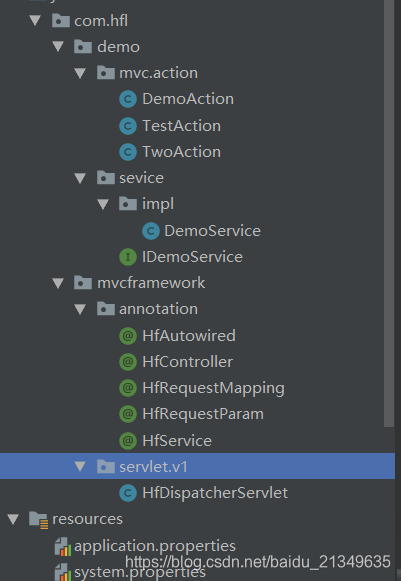 com.hfl
demo
mvc.action
DemoAction
TestAction
TwoAction
sevice
impl
DemoService
IDemoService
mvcframework
annotation
HfAutowired
HfController
HfRequestMapping
HfRequestParam
HfService
servlet.v1
HfDispatcherServlet
resources
application.properties
https://blog.csdn.net/baidu_21349635
system.properties